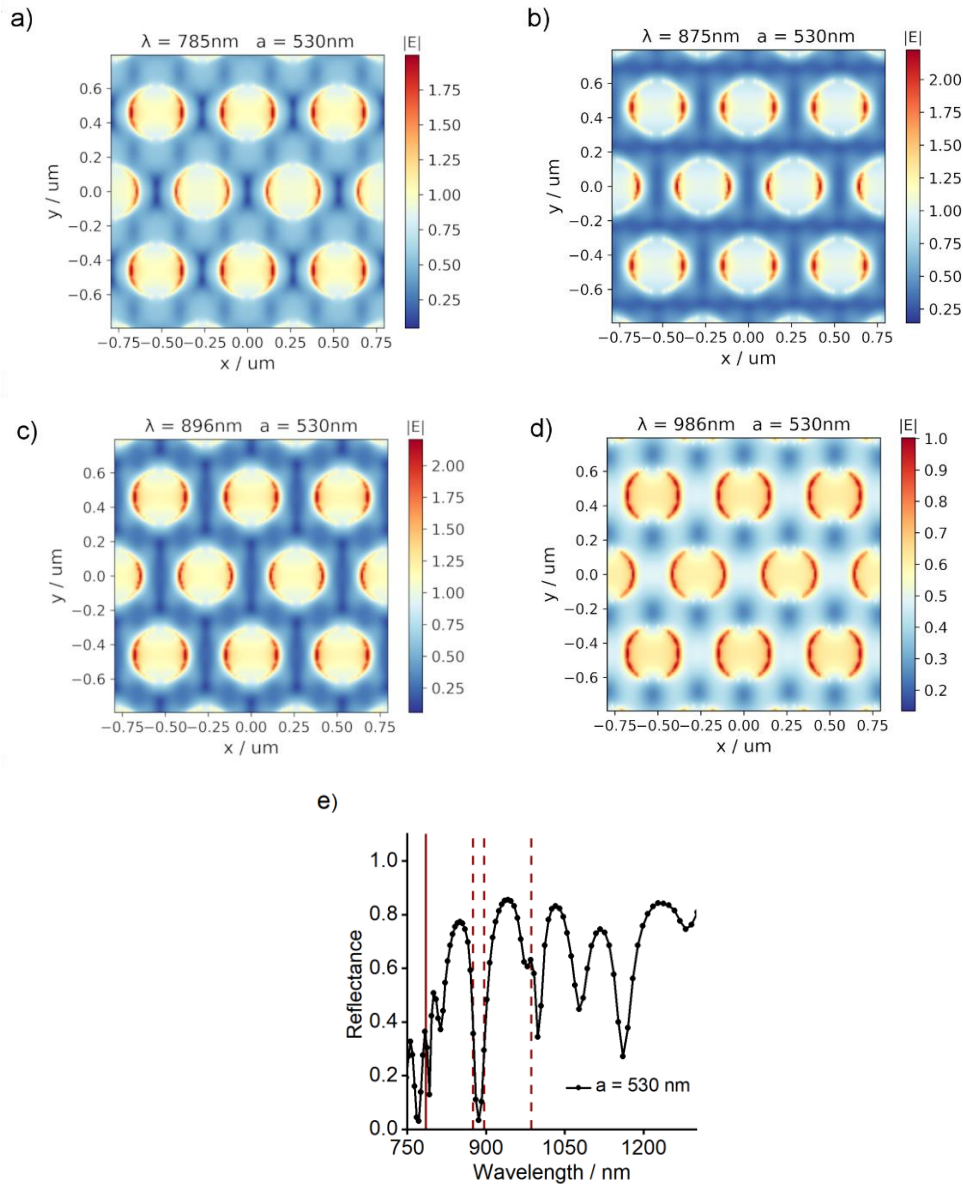 a)
λ = 785nm a = 530nm
|E|
1.75
1.50
1.25
1.00
0.75
0.50
0.25
0.6
0.4
0.2
0.0
−0.2
−0.4
−0.6
y / um
−0.75 −0.50 −0.25 0.00 0.25 0.50 0.75
x / um
b)
λ = 875nm a = 530nm
|E|
2.00
1.75
1.50
1.25
1.00
0.75
0.50
0.25
0.6
0.4
0.2
0.0
−0.2
−0.4
−0.6
y / um
−0.75 −0.50 −0.25 0.00 0.25 0.50 0.75
x / um
c)
λ = 896nm a = 530nm
|E|
2.00
1.75
1.50
1.25
1.00
0.75
0.50
0.25
0.6
0.4
0.2
0.0
−0.2
−0.4
−0.6
y / um
−0.75 −0.50 −0.25 0.00 0.25 0.50 0.75
x / um
d)
λ = 986nm a = 530nm
|E|
1.0
0.9
0.8
0.7
0.6
0.5
0.4
0.3
0.2
0.6
0.4
0.2
0.0
−0.2
−0.4
−0.6
y / um
−0.75 −0.50 −0.25 0.00 0.25 0.50 0.75
x / um
e)
1.0
0.8
0.6
0.4
0.2
0.0
Reflectance
a = 530 nm
750 900 1050 1200
Wavelength / nm